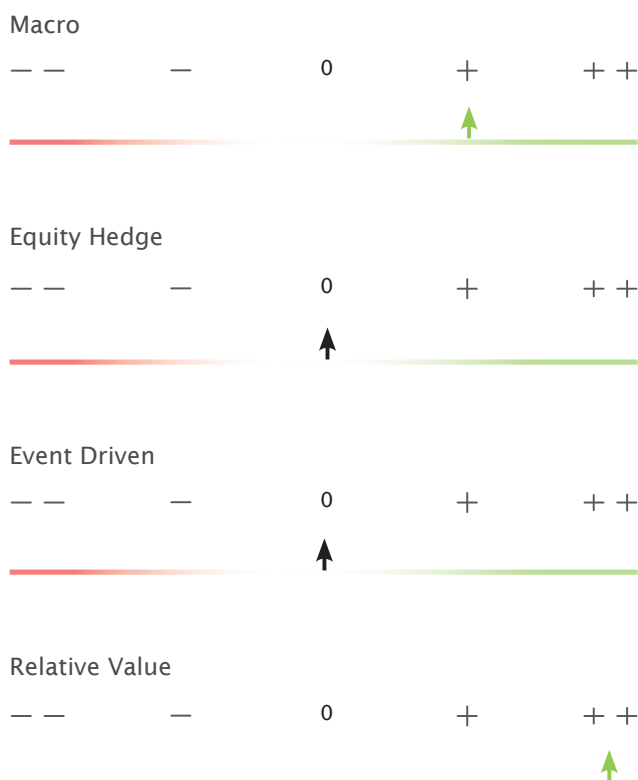 Macro
— — — 0 + + +
Equity Hedge
— — — 0 + + +
Event Driven
— — — 0 + + +
Relative Value
— — — 0 + + +